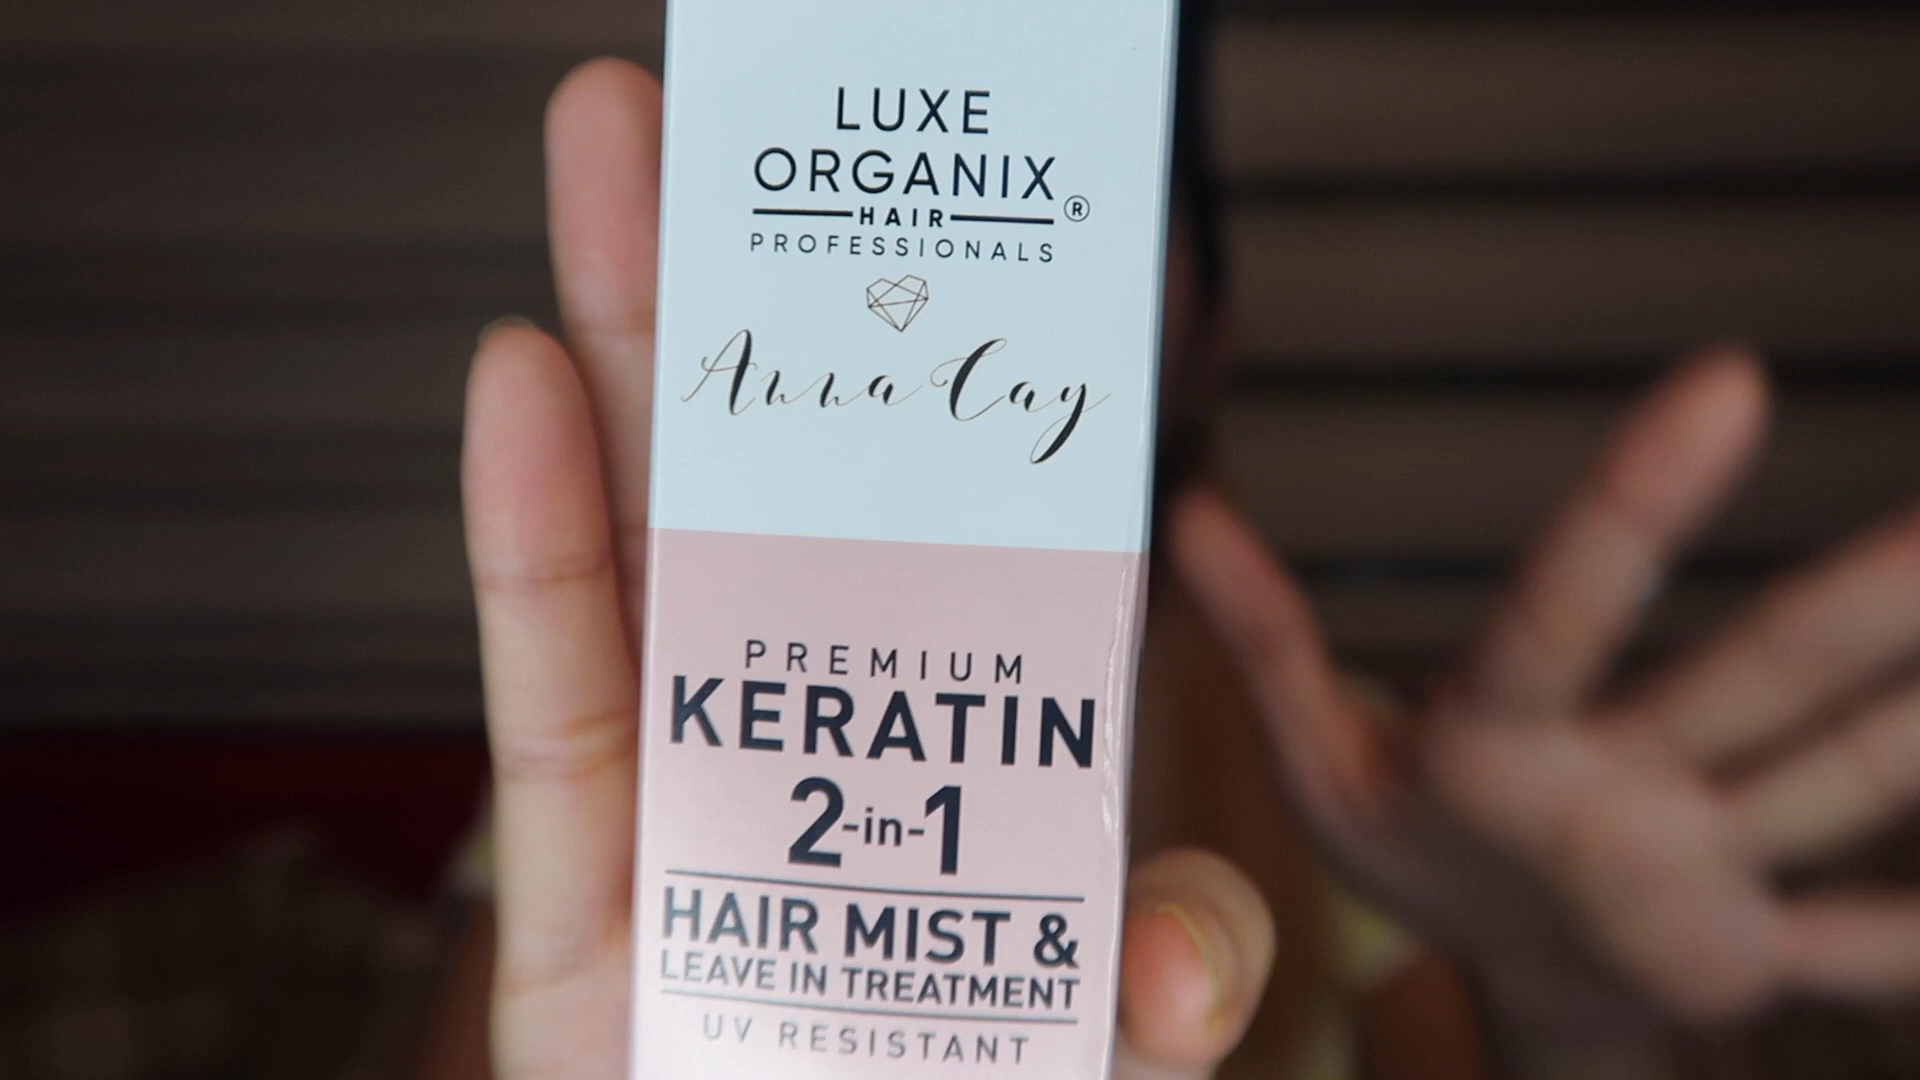 LUXE
ORGANIX
HAIR
®
PROFESSIONALS
Anna Cay
PREMIUM
KERATIN
2-in-1
HAIR MIST &
LEAVE IN TREATMENT
UV RESISTANT